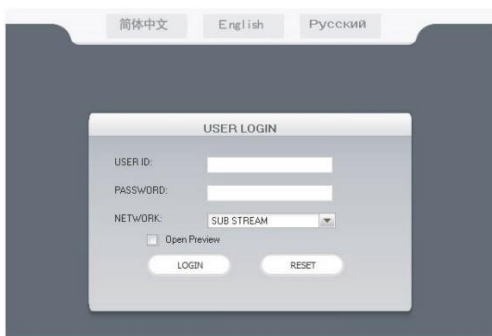 简体中文 English Русский
USER LOGIN
USER ID:
PASSWORD:
NETWORK: SUB STREAM
Open Preview
LOGIN RESET